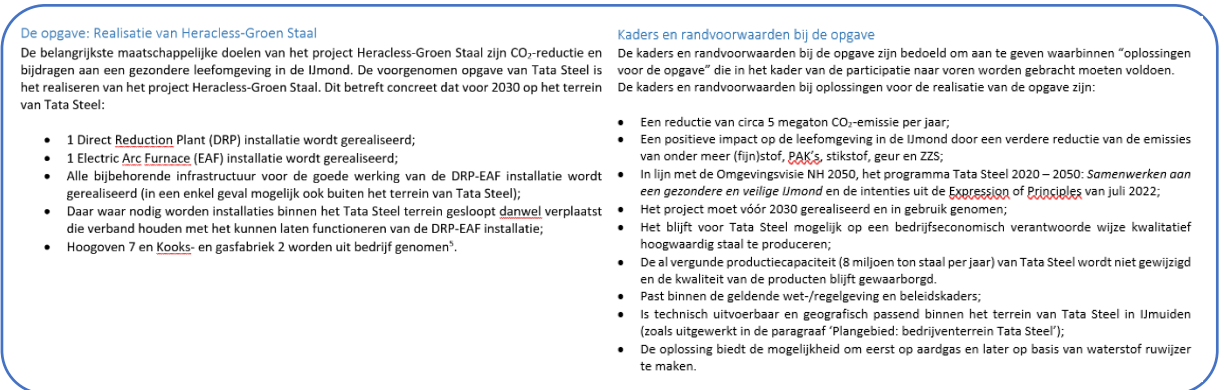 De opgave: Realisatie van Heracless-Groen Staal
De belangrijkste maatschappelijke doelen van het project Heracless-Groen Staal zijn CO₂-reductie en
bijdragen aan een gezondere leefomgeving in de IJmond. De voorgenomen opgave van Tata Steel is
het realiseren van het project Heracless-Groen Staal. Dit betreft concreet dat voor 2030 op het terrein
van Tata Steel:
• 1 Direct Reduction Plant (DRP) installatie wordt gerealiseerd;
• 1 Electric Arc Furnace (EAF) installatie wordt gerealiseerd;
• Alle bijbehorende infrastructuur voor de goede werking van de DRP-EAF installatie wordt
gerealiseerd (in een enkel geval mogelijk ook buiten het terrein van Tata Steel);
• Daar waar nodig worden installaties binnen het Tata Steel terrein gesloopt danwel verplaatst
die verband houden met het kunnen laten functioneren van de DRP-EAF installatie;
• Hoogoven 7 en Kooks- en gasfabriek 2 worden uit bedrijf genomen⁵.
Kaders en randvoorwaarden bij de opgave
De kaders en randvoorwaarden bij de opgave zijn bedoeld om aan te geven waarbinnen “oplossingen
voor de opgave” die in het kader van de participatie naar voren worden gebracht moeten voldoen.
De kaders en randvoorwaarden bij oplossingen voor de realisatie van de opgave zijn:
• Een reductie van circa 5 megaton CO₂-emissie per jaar;
• Een positieve impact op de leefomgeving in de IJmond door een verdere reductie van de emissies
van onder meer (fijn)stof, PAK’s, stikstof, geur en ZZS;
• In lijn met de Omgevingsvisie NH 2050, het programma Tata Steel 2020 – 2050: Samenwerken aan
een gezondere en veilige IJmond en de intenties uit de Expression of Principles van juli 2022;
• Het project moet vóór 2030 gerealiseerd en in gebruik genomen;
• Het blijft voor Tata Steel mogelijk op een bedrijfseconomisch verantwoorde wijze kwalitatief
hoogwaardig staal te produceren;
• De al vergunde productiecapaciteit (8 miljoen ton staal per jaar) van Tata Steel wordt niet gewijzigd
en de kwaliteit van de producten blijft gewaarborgd.
• Past binnen de geldende wet-/regelgeving en beleidskaders;
• Is technisch uitvoerbaar en geografisch passend binnen het terrein van Tata Steel in IJmuiden
(zoals uitgewerkt in de paragraaf ‘Plangebied: bedrijventerrein Tata Steel’);
• De oplossing biedt de mogelijkheid om eerst op aardgas en later op basis van waterstof ruwijzer
te maken.